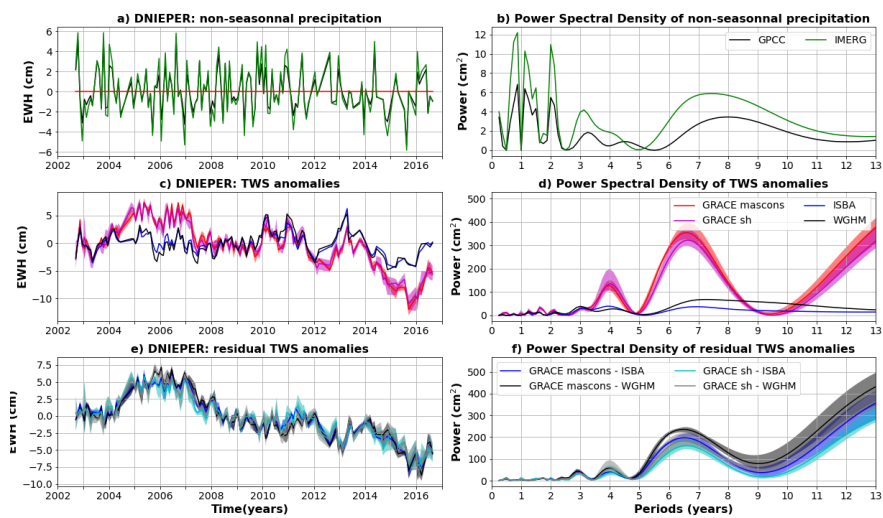 a) DNIEPER: non-seasonnal precipitation
6
4
2
0
−2
−4
−6
EWH (cm)
2002 2004 2006 2008 2010 2012 2014 2016
b) Power Spectral Density of non-seasonnal precipitation
12
10
8
6
4
2
0
Power (cm²)
GPCC IMERG
0 1 2 3 4 5 6 7 8 9 10 11 12 13
c) DNIEPER: TWS anomalies
5
0
−5
−10
EWH (cm)
2002 2004 2006 2008 2010 2012 2014 2016
d) Power Spectral Density of TWS anomalies
500
400
300
200
100
0
Power (cm²)
GRACE mascons ISBA
GRACE sh WGHM
0 1 2 3 4 5 6 7 8 9 10 11 12 13
e) DNIEPER: residual TWS anomalies
7.5
5.0
2.5
0.0
−2.5
−5.0
−7.5
−10.0
EWH (cm)
2002 2004 2006 2008 2010 2012 2014 2016
Time(years)
f) Power Spectral Density of residual TWS anomalies
500
400
300
200
100
0
Power (cm²)
GRACE mascons - ISBA GRACE sh - ISBA
GRACE mascons - WGHM GRACE sh - WGHM
0 1 2 3 4 5 6 7 8 9 10 11 12 13
Periods (years)